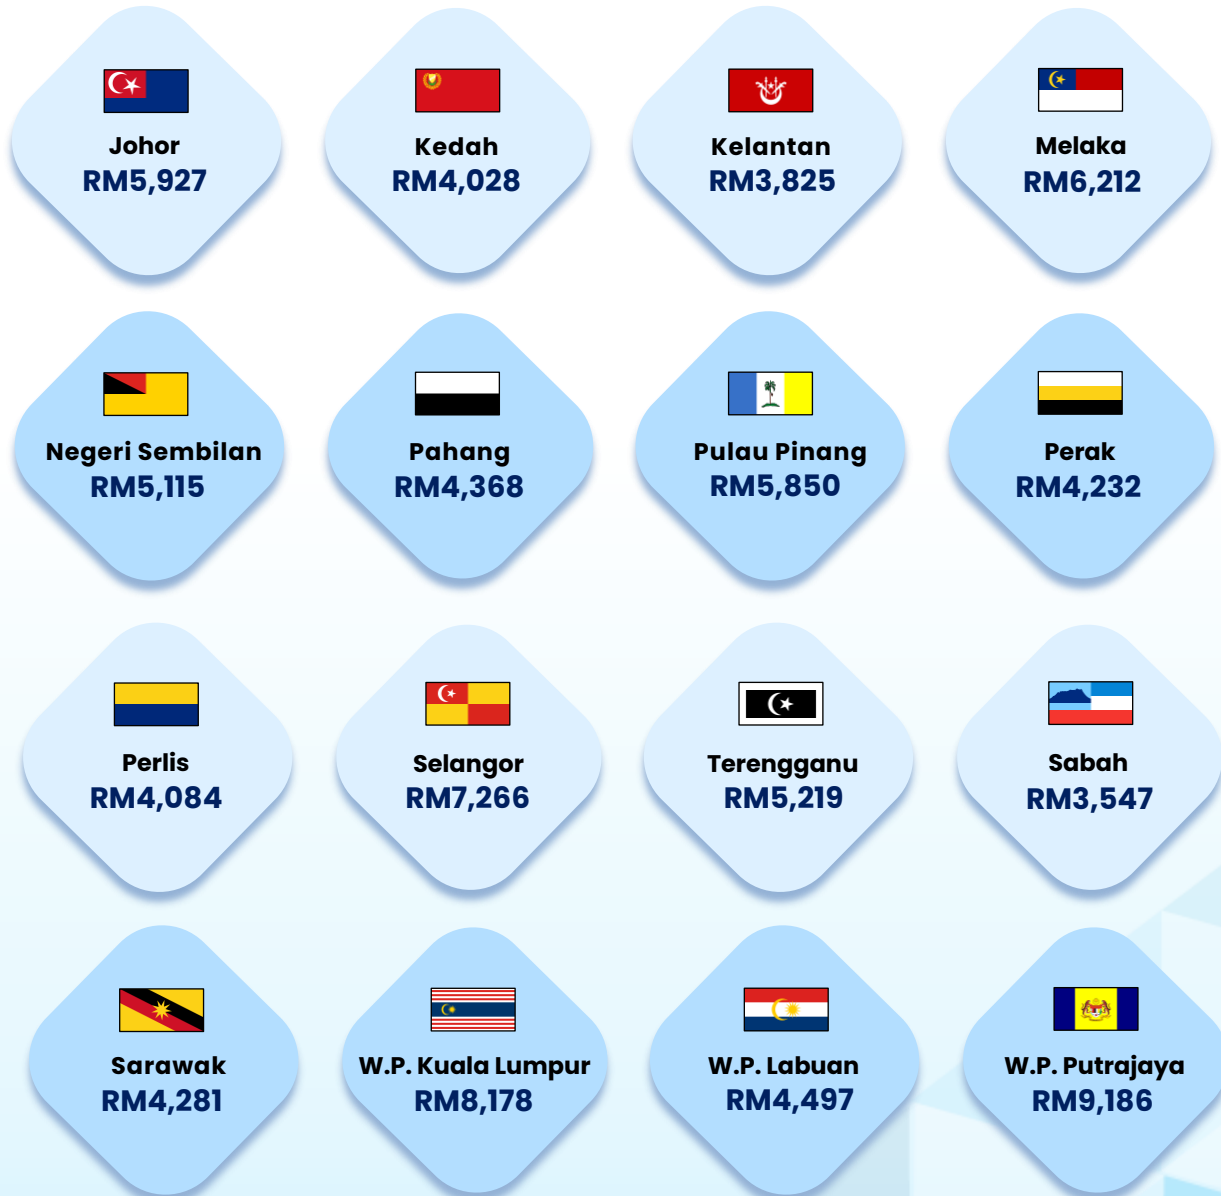 Johor
RM5,927
Kedah
RM4,028
Kelantan
RM3,825
Melaka
RM6,212
Negeri Sembilan
RM5,115
Pahang
RM4,368
Pulau Pinang
RM5,850
Perak
RM4,232
Perlis
RM4,084
Selangor
RM7,266
Terengganu
RM5,219
Sabah
RM3,547
Sarawak
RM4,281
W.P. Kuala Lumpur
RM8,178
W.P. Labuan
RM4,497
W.P. Putrajaya
RM9,186